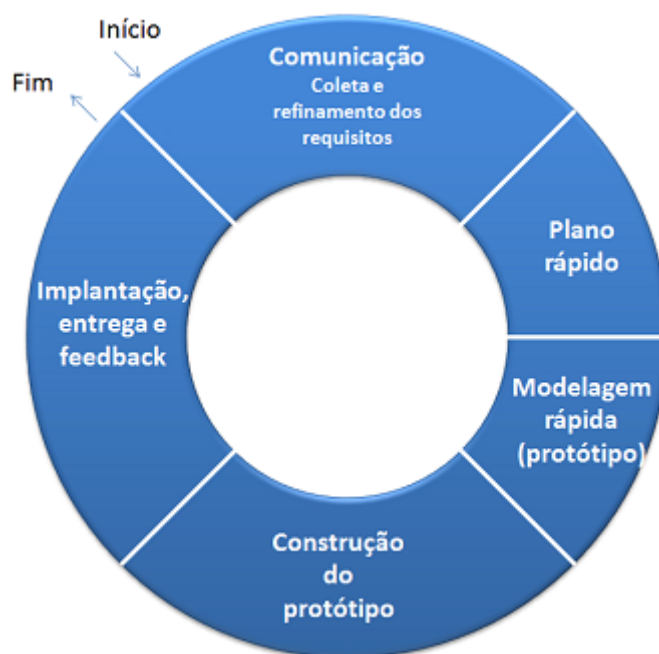 Início
Fim
Comunicação
Coleta e
refinamento dos
requisitos
Plano
rápido
Modelagem
rápida
(protótipo)
Construção
do
protótipo
Implantação,
entrega e
feedback